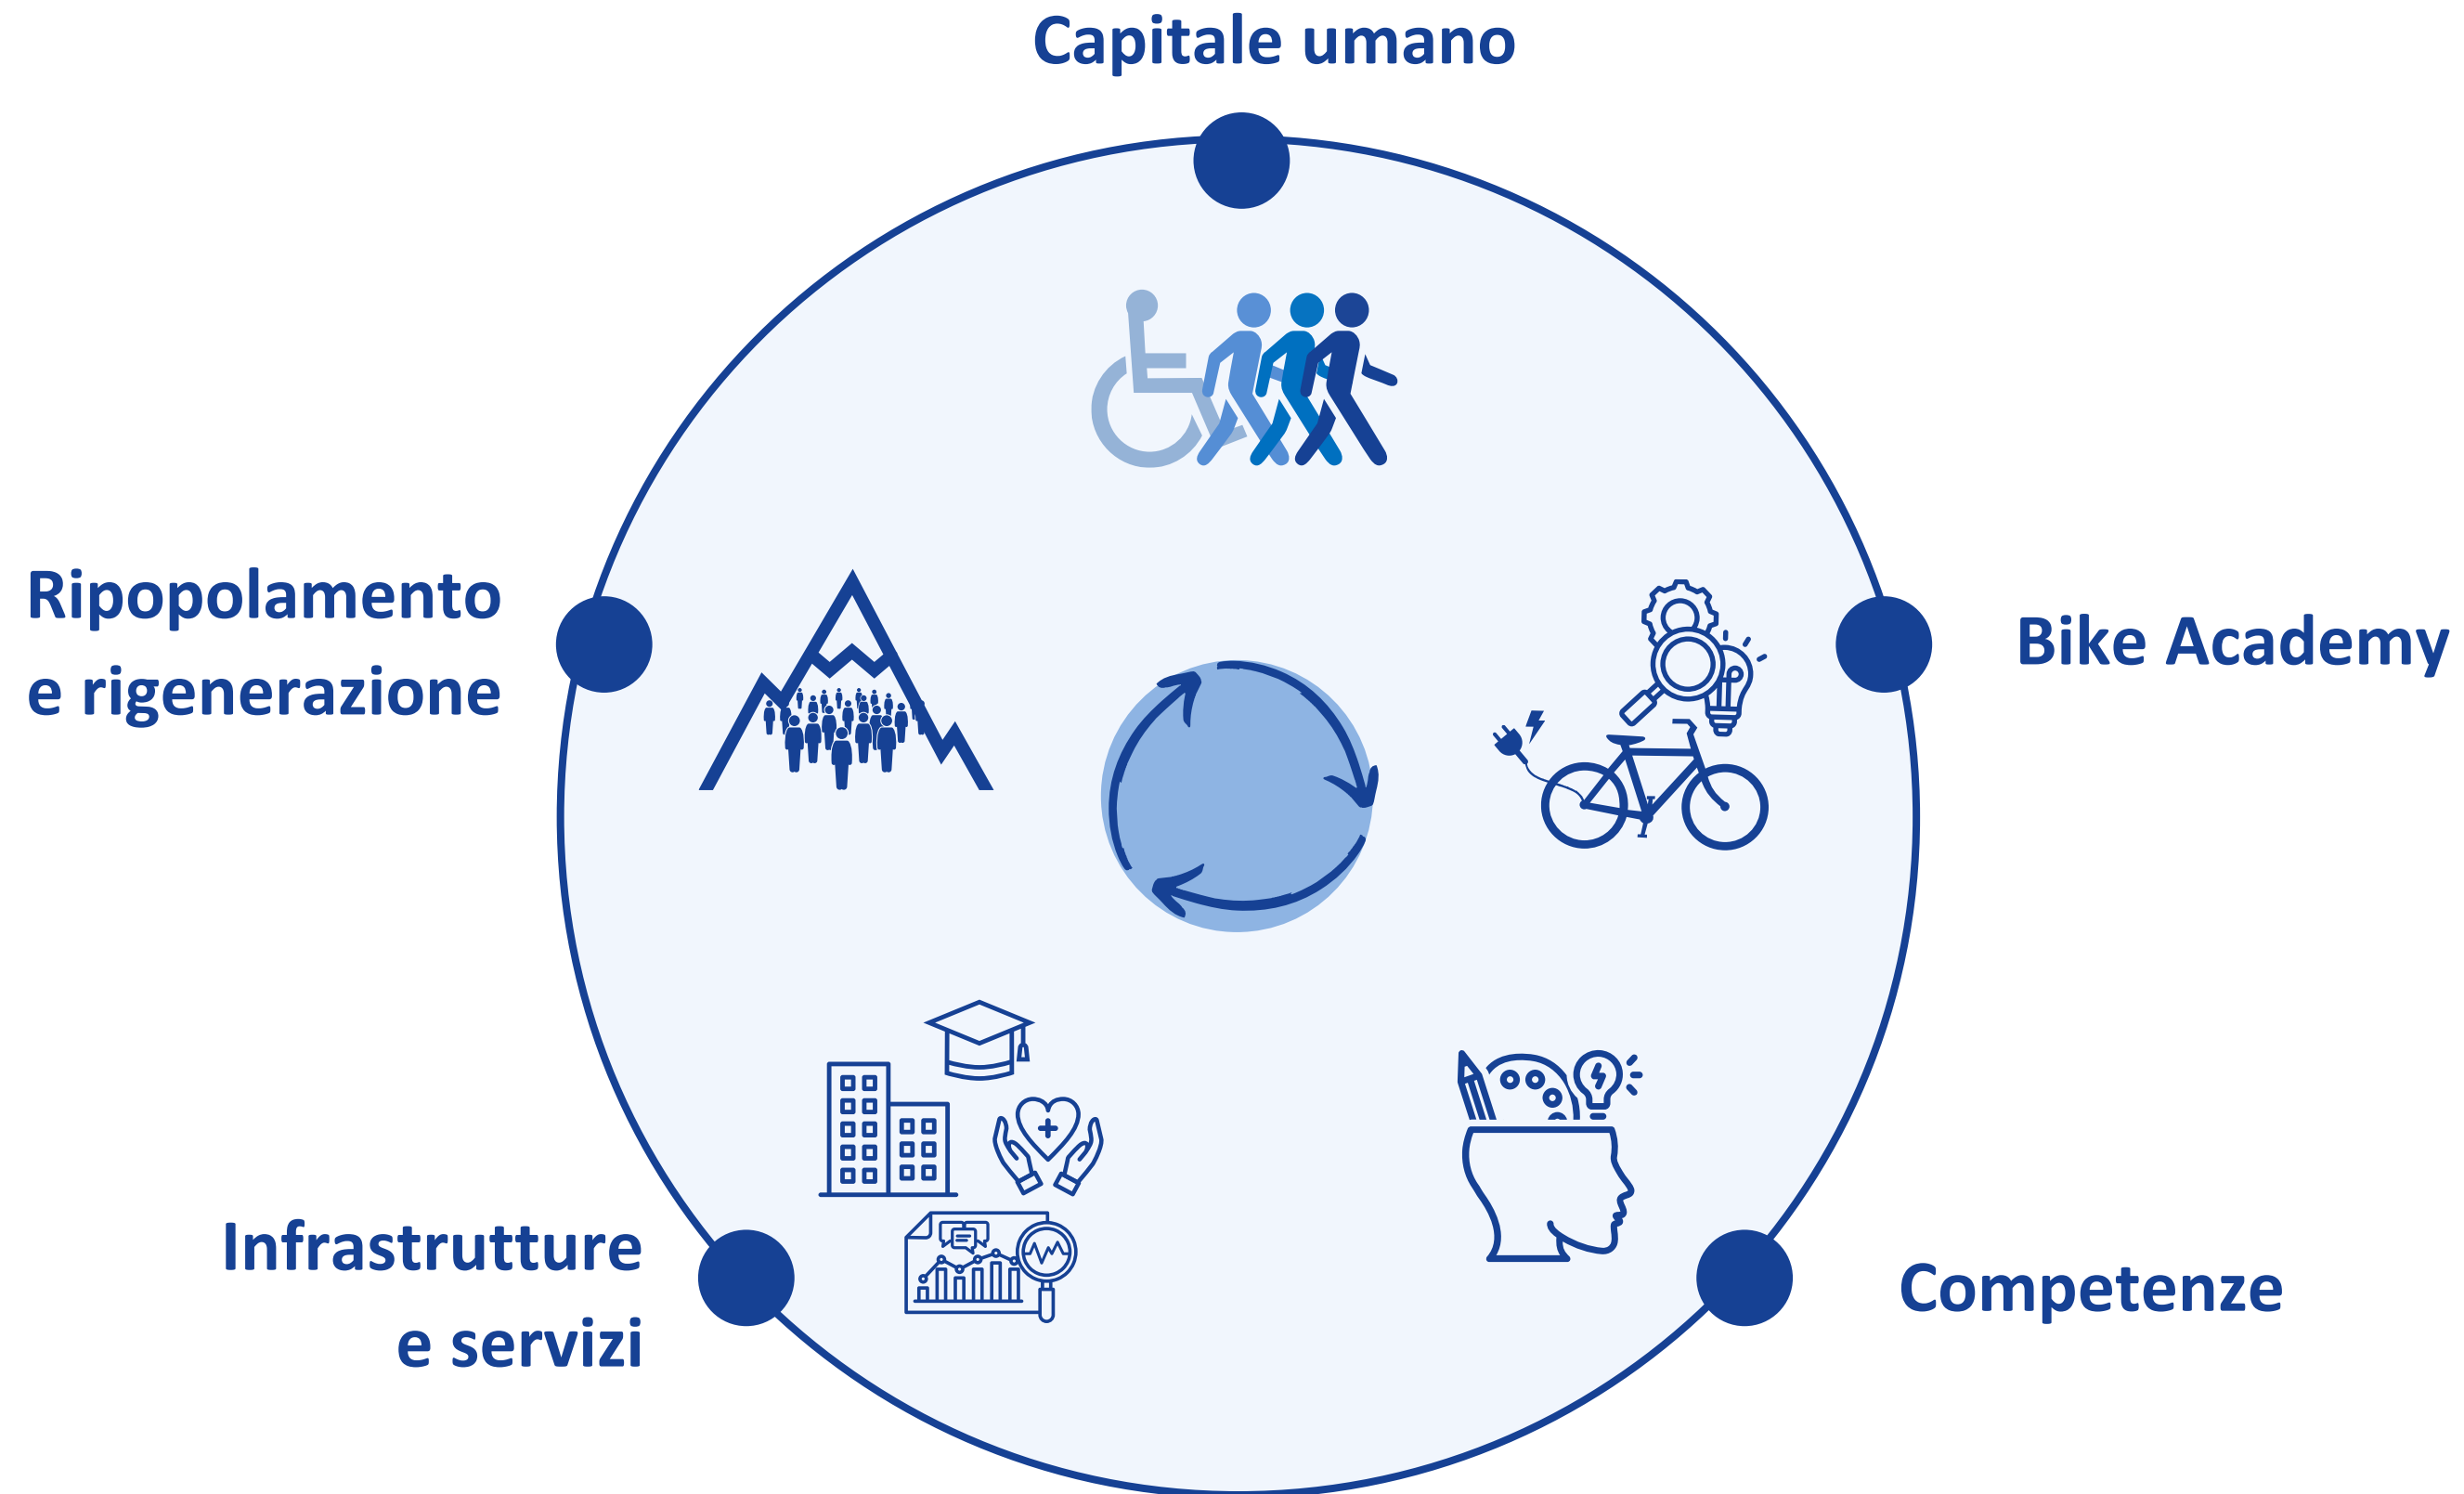 Capitale umano
Ripopolamento
e rigenerazione
Bike Academy
Infrastrutture
e servizi
Competenze